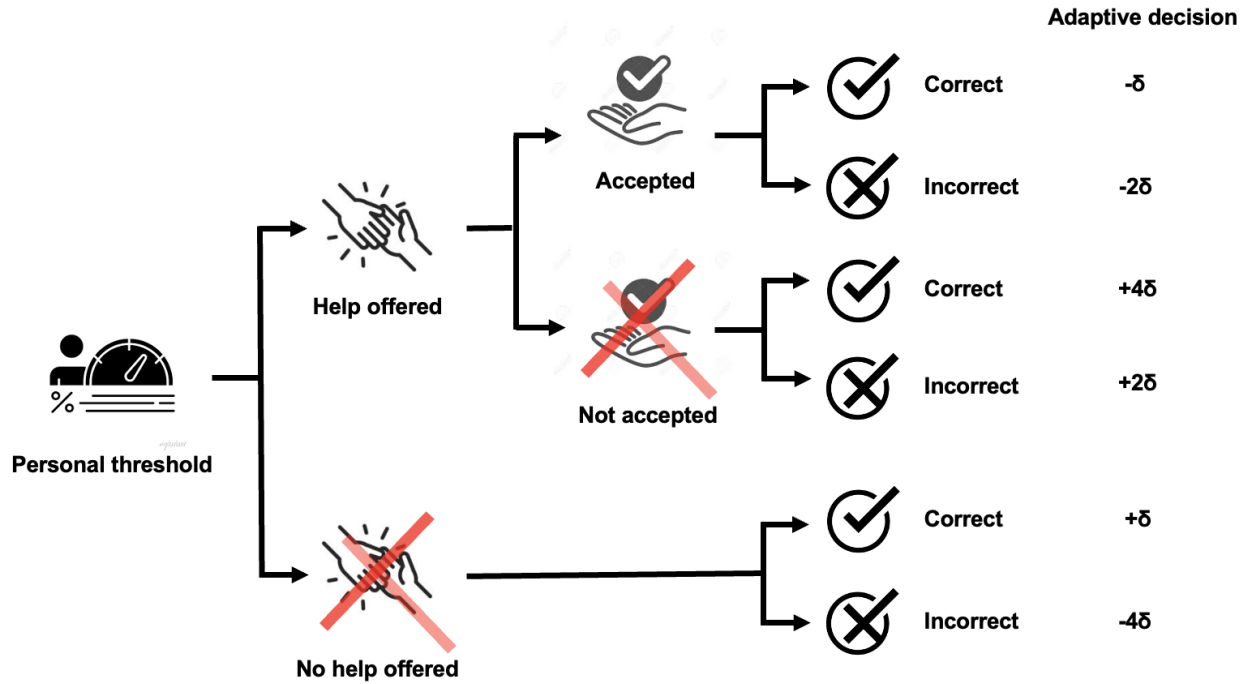 Adaptive decision
Correct -δ
Accepted
Incorrect -2δ
Help offered
Correct +4δ
Not accepted
Incorrect +2δ
%
Personal threshold
Correct +δ
Incorrect -4δ
No help offered